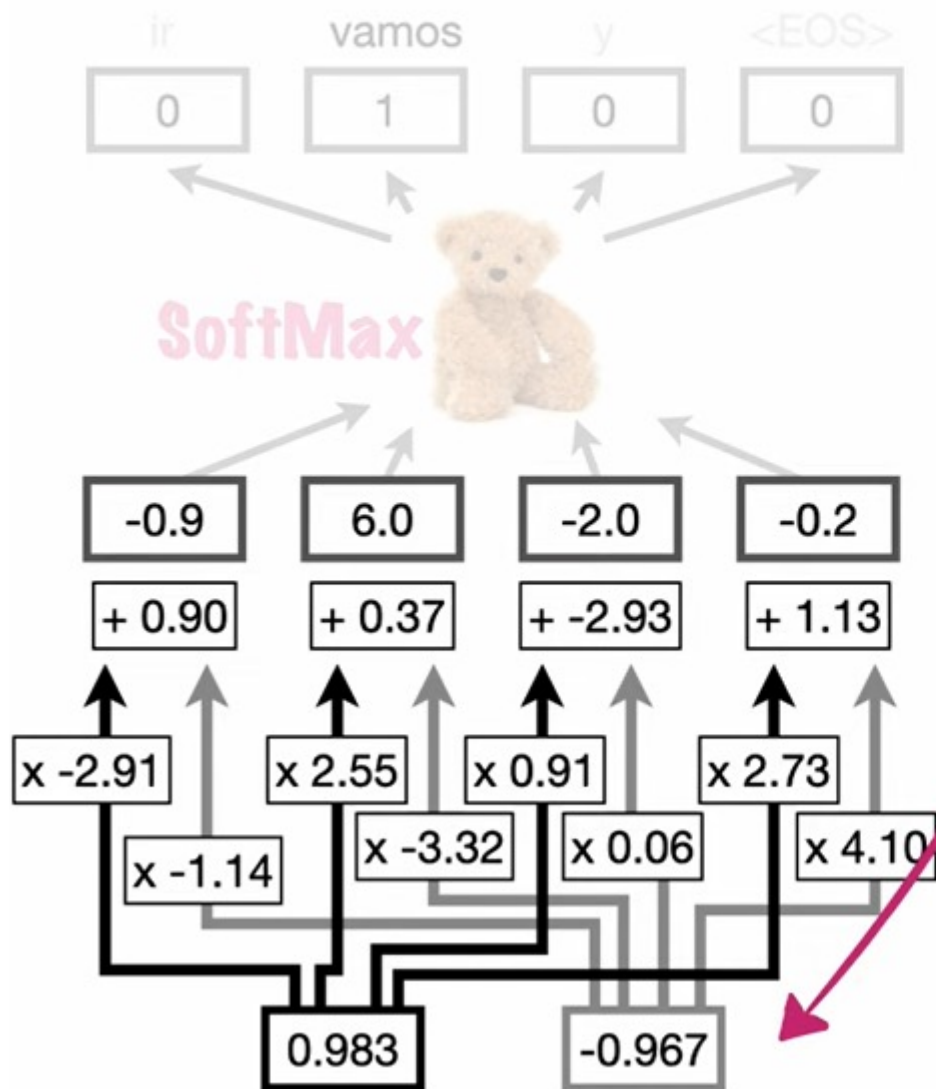 ir vamos y <EOS>
0 1 0 0
SoftMax
-0.9 6.0 -2.0 -0.2
+ 0.90 + 0.37 + -2.93 + 1.13
x -2.91 x 2.55 x 0.91 x 2.73
x -1.14 x -3.32 x 0.06 x 4.10
0.983 -0.967